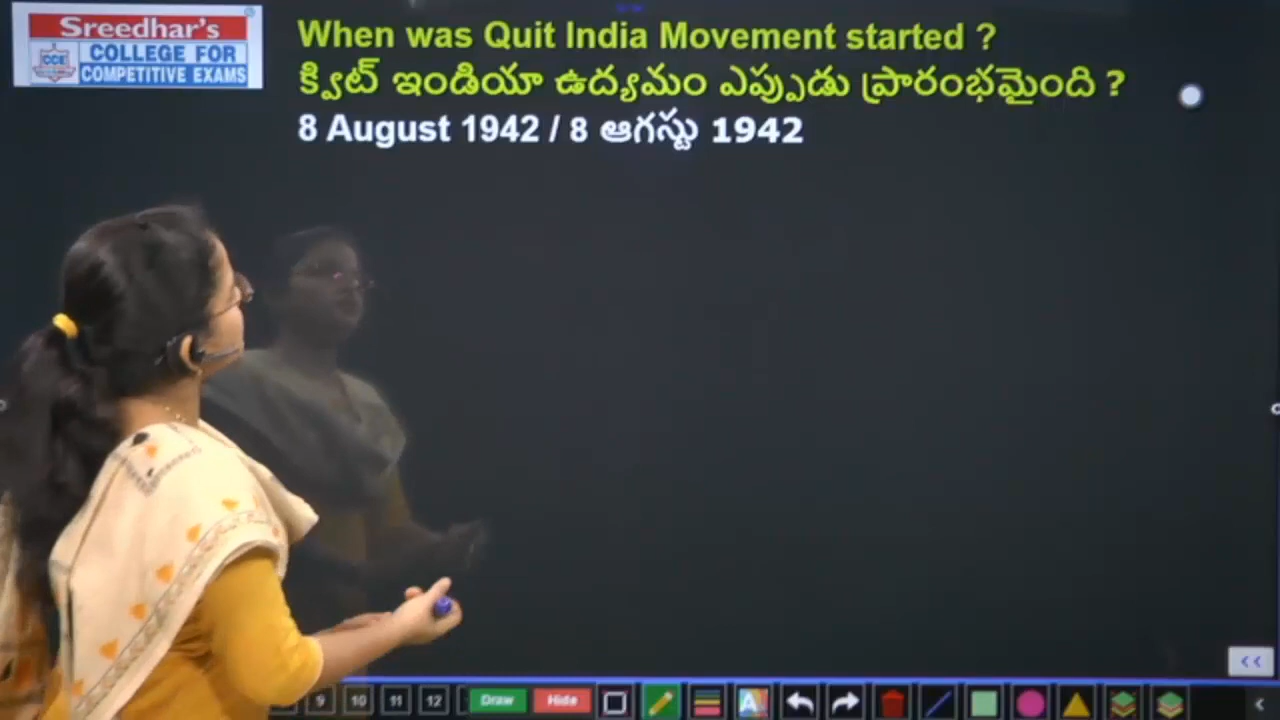 Sreedhar's
CCE
COLLEGE FOR
COMPETITIVE EXAMS
When was Quit India Movement started ?
క్విట్ ఇండియా ఉద్యమం ఎప్పుడు ప్రారంభమైంది ?
8 August 1942 / 8 ఆగస్టు 1942
<<
9 10 11 12 Draw Hide A <